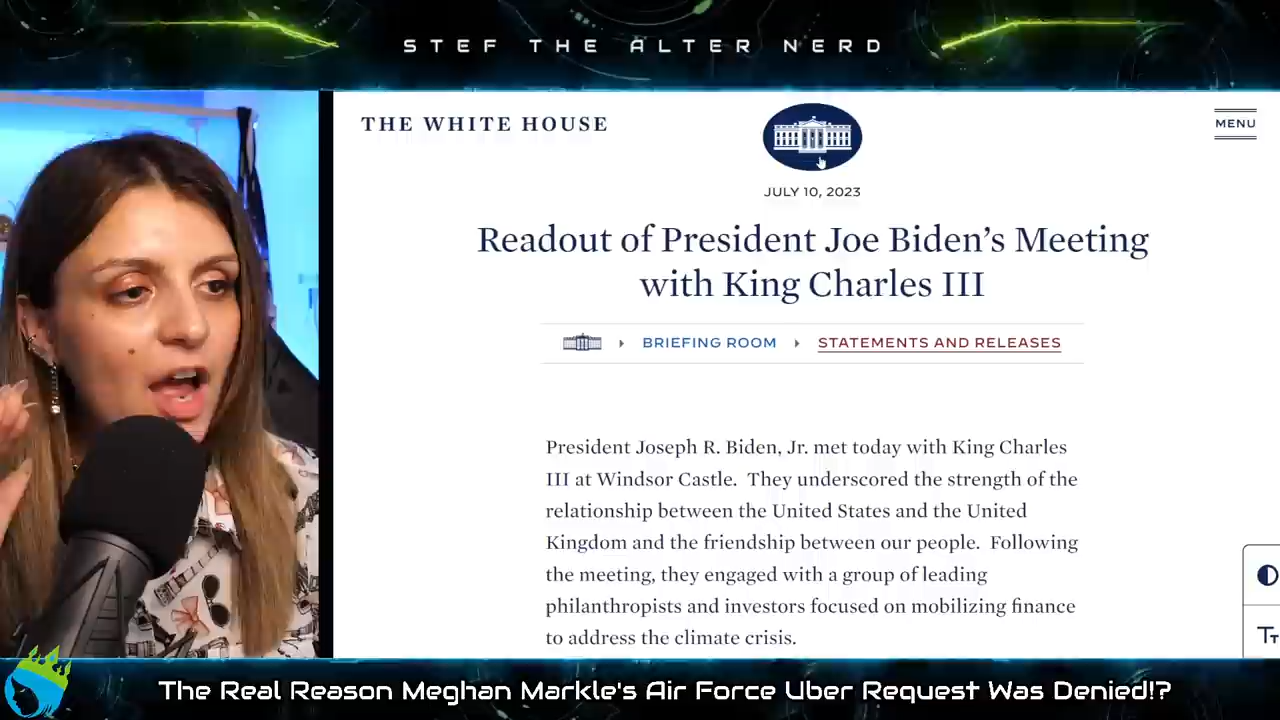 STEF THE ALTER NERD
THE WHITE HOUSE
MENU
JULY 10, 2023
Readout of President Joe Biden’s Meeting
with King Charles III
BRIEFING ROOM
STATEMENTS AND RELEASES
President Joseph R. Biden, Jr. met today with King Charles
III at Windsor Castle.  They underscored the strength of the
relationship between the United States and the United
Kingdom and the friendship between our people.  Following
the meeting, they engaged with a group of leading
philanthropists and investors focused on mobilizing finance
to address the climate crisis.
TT
The Real Reason Meghan Markle's Air Force Uber Request Was Denied!?